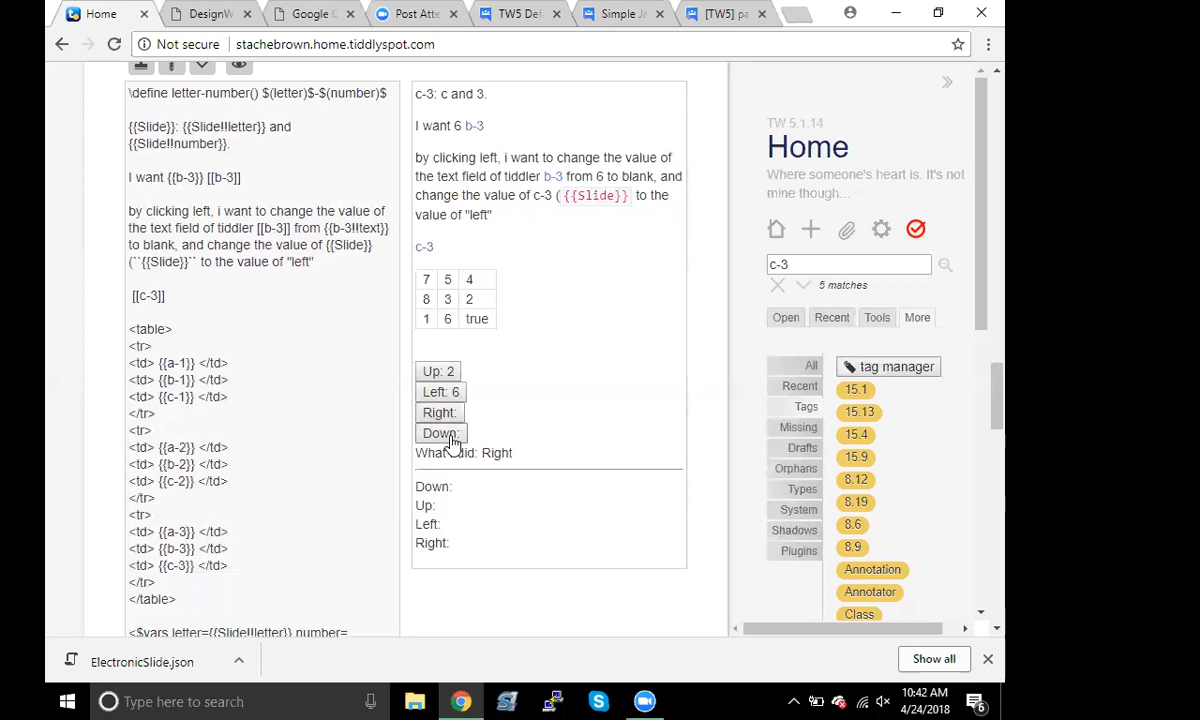 Home
DesignW
Google C
Post Atte
TW5 Def
Simple Ja
[TW5] pa
Not secure
stachebrown.home.tiddlyspot.com
\define letter-number() $(letter)$-$(number)$
{{Slide}}: {{Slide!!letter}} and
{{Slide!!number}}.
I want {{b-3}} [[b-3]]
by clicking left, i want to change the value of
the text field of tiddler [[b-3]] from {{b-3!!text}}
to blank, and change the value of {{Slide}}
(``{{Slide}}`` to the value of "left"
[[c-3]]
<table>
<tr>
<td> {{a-1}} </td>
<td> {{b-1}} </td>
<td> {{c-1}} </td>
</tr>
<tr>
<td> {{a-2}} </td>
<td> {{b-2}} </td>
<td> {{c-2}} </td>
</tr>
<tr>
<td> {{a-3}} </td>
<td> {{b-3}} </td>
<td> {{c-3}} </td>
</tr>
</table>
<$vars letter={{Slide!!letter}} number=
c-3: c and 3.
I want 6 b-3
by clicking left, i want to change the value of
the text field of tiddler b-3 from 6 to blank, and
change the value of c-3 ( {{Slide}} to the
value of "left"
c-3
7 5 4
8 3 2
1 6 true
Up: 2
Left: 6
Right:
Down:
What did: Right
Down:
Up:
Left:
Right:
TW 5.1.14
Home
Where someone's heart is. It's not
mine though...
c-3
5 matches
Open Recent Tools More
All
Recent
Tags
Missing
Drafts
Orphans
Types
System
Shadows
Plugins
tag manager
15.1
15.13
15.4
15.9
8.12
8.19
8.6
8.9
Annotation
Annotator
Class
ElectronicSlide.json
Show all
Type here to search
10:42 AM
4/24/2018
6